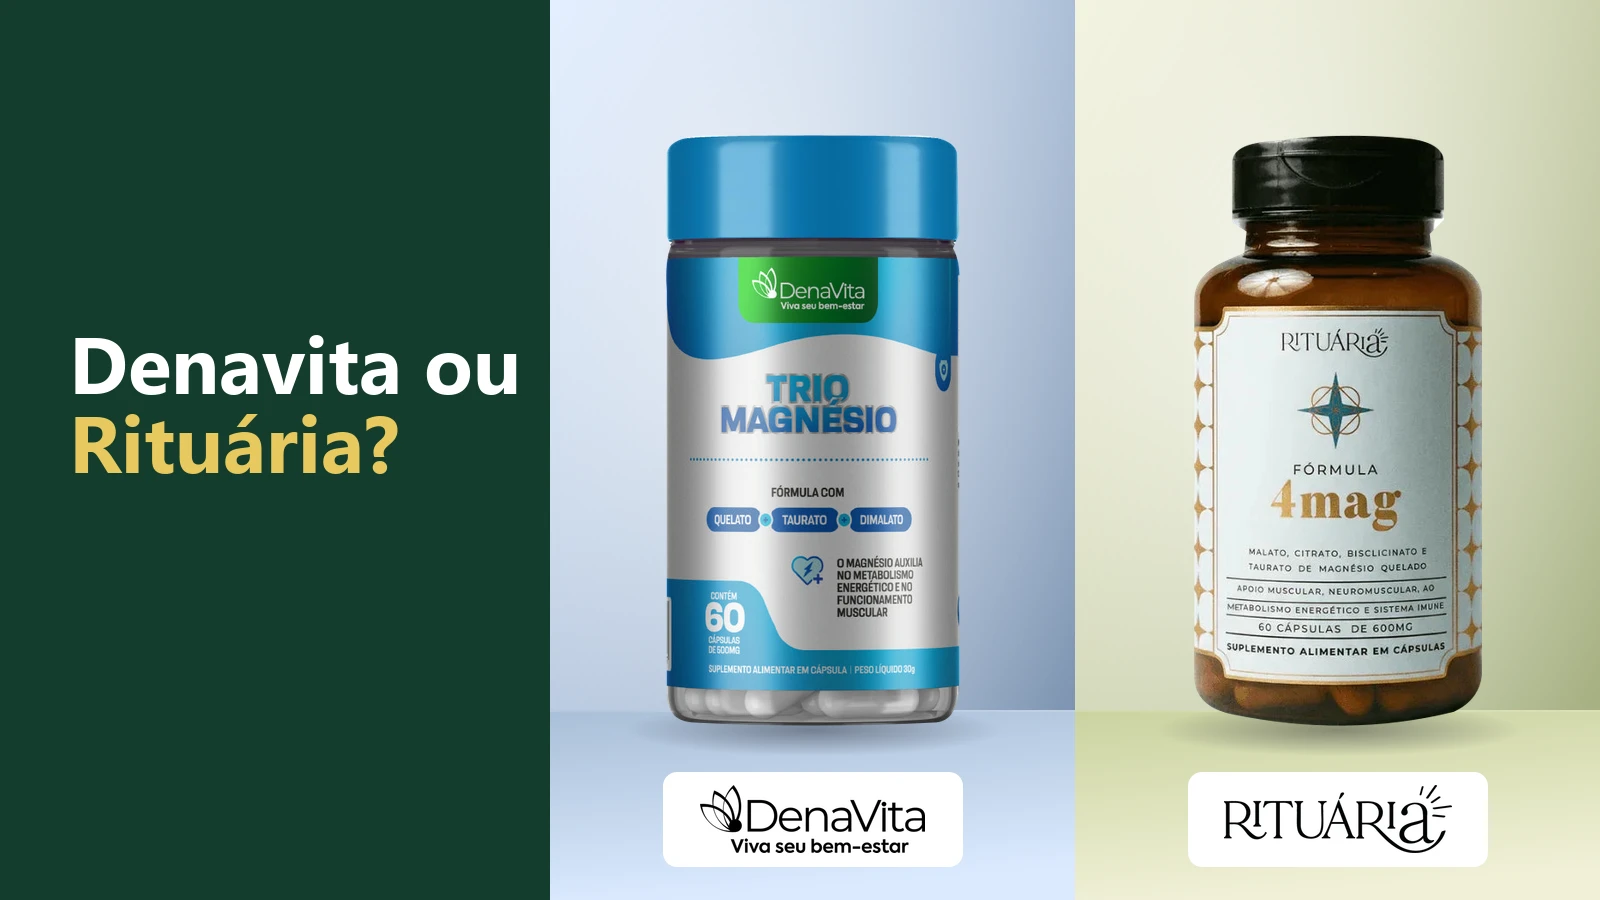 Denavita ou
Rituária?
DenaVita
Viva seu bem-estar
TRIO
MAGNÉSIO
FÓRMULA COM
QUELATO + TAURATO + DIMALATO
O MAGNÉSIO AUXILIA
NO METABOLISMO
ENERGÉTICO E NO
FUNCIONAMENTO
MUSCULAR
CONTÉM
60
CÁPSULAS
DE 500MG
SUPLEMENTO ALIMENTAR EM CÁPSULA | PESO LÍQUIDO 30g
DenaVita
Viva seu bem-estar
RITUÁRIa
FÓRMULA
4mag
MALATO, CITRATO, BISCLICINATO E
TAURATO DE MAGNÉSIO QUELADO
APOIO MUSCULAR, NEUROMUSCULAR, AO
METABOLISMO ENERGÉTICO E SISTEMA IMUNE
60 CÁPSULAS DE 600MG
SUPLEMENTO ALIMENTAR EM CÁPSULAS
RITUÁRIa